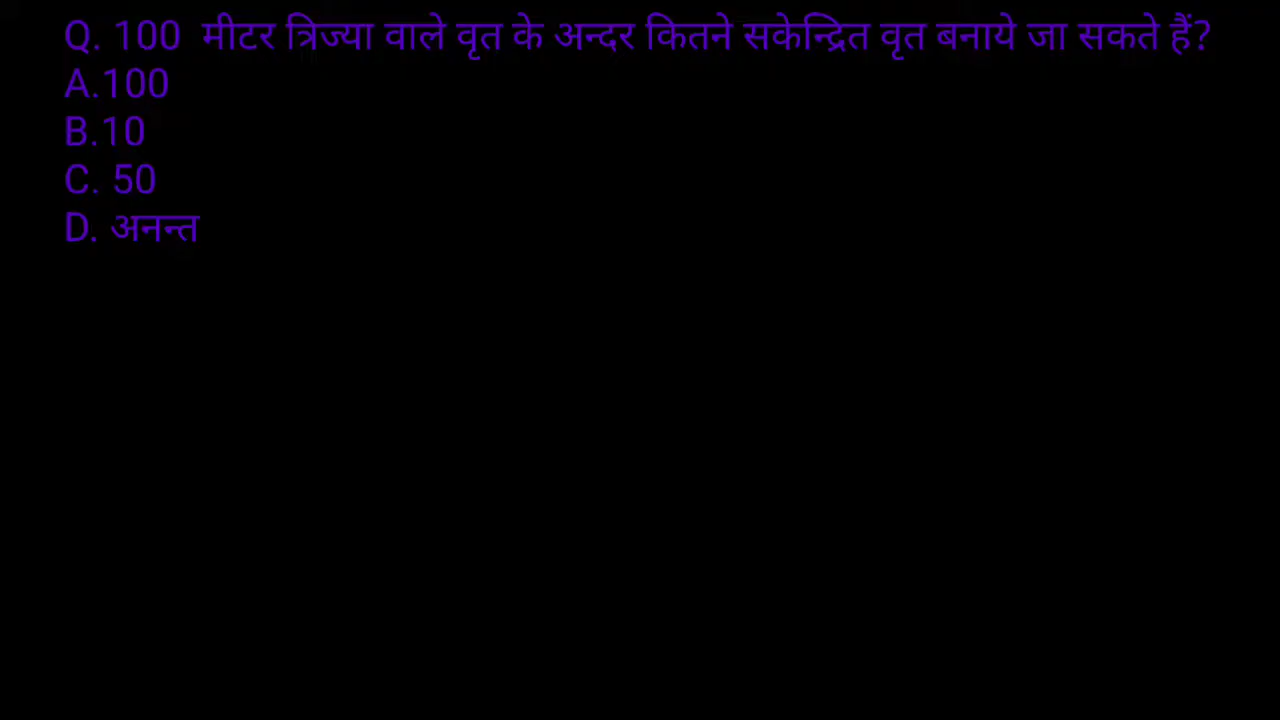 Q. 100 मीटर त्रिज्या वाले वृत के अन्दर कितने सकेन्द्रित वृत बनाये जा सकते हैं?
A.100
B.10
C. 50
D. अनन्त